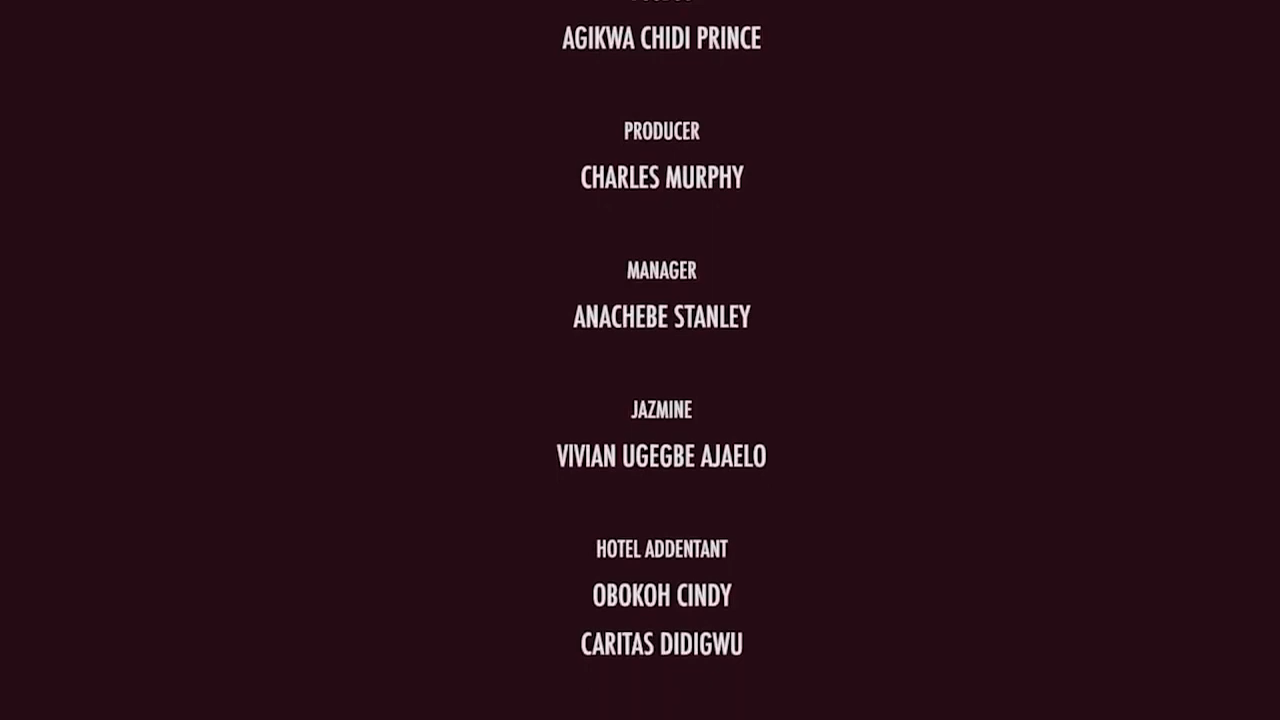 AGIKWA CHIDI PRINCE
PRODUCER
CHARLES MURPHY
MANAGER
ANACHEBE STANLEY
JAZMINE
VIVIAN UGEGBE AJAELO
HOTEL ADDENTANT
OBOKOH CINDY
CARITAS DIDIGWU